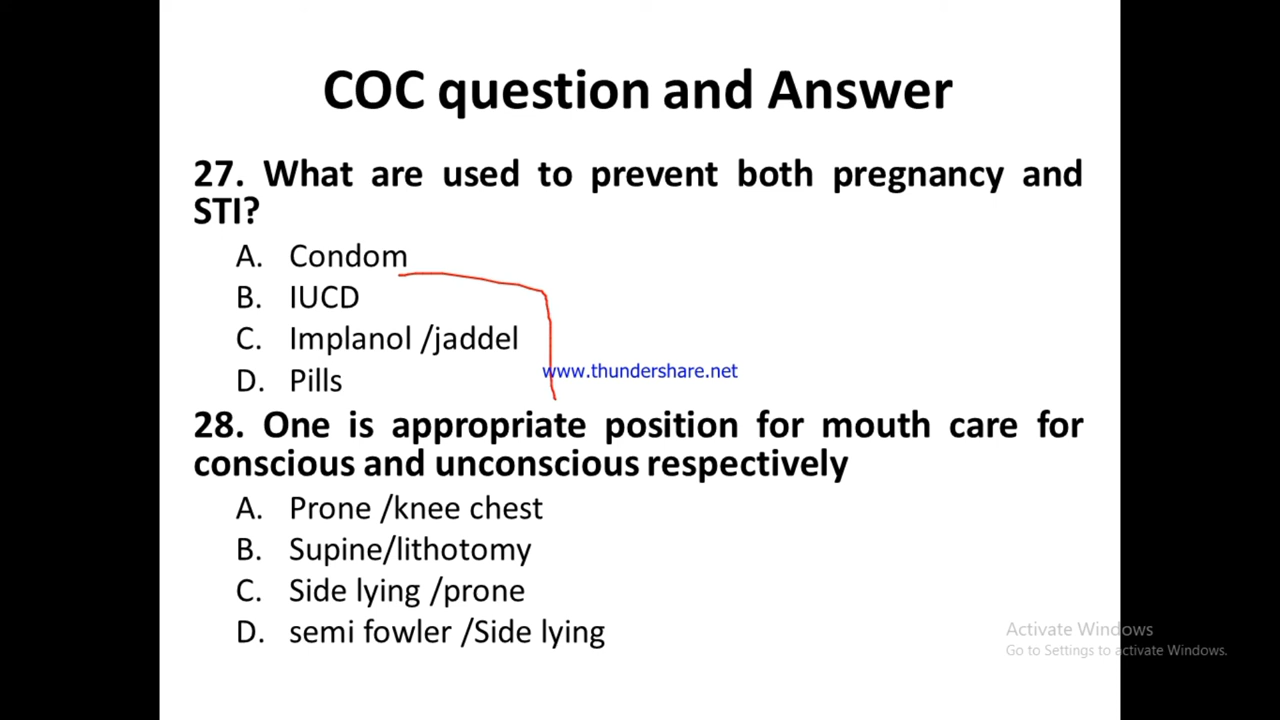 COC question and Answer
27. What are used to prevent both pregnancy and
STI?
A. Condom
B. IUCD
C. Implanol /jaddel
www.thundershare.net
D. Pills
28. One is appropriate position for mouth care for
conscious and unconscious respectively
A. Prone /knee chest
B. Supine/lithotomy
C. Side lying /prone
D. semi fowler /Side lying
Activate Windows
Go to Settings to activate Windows.